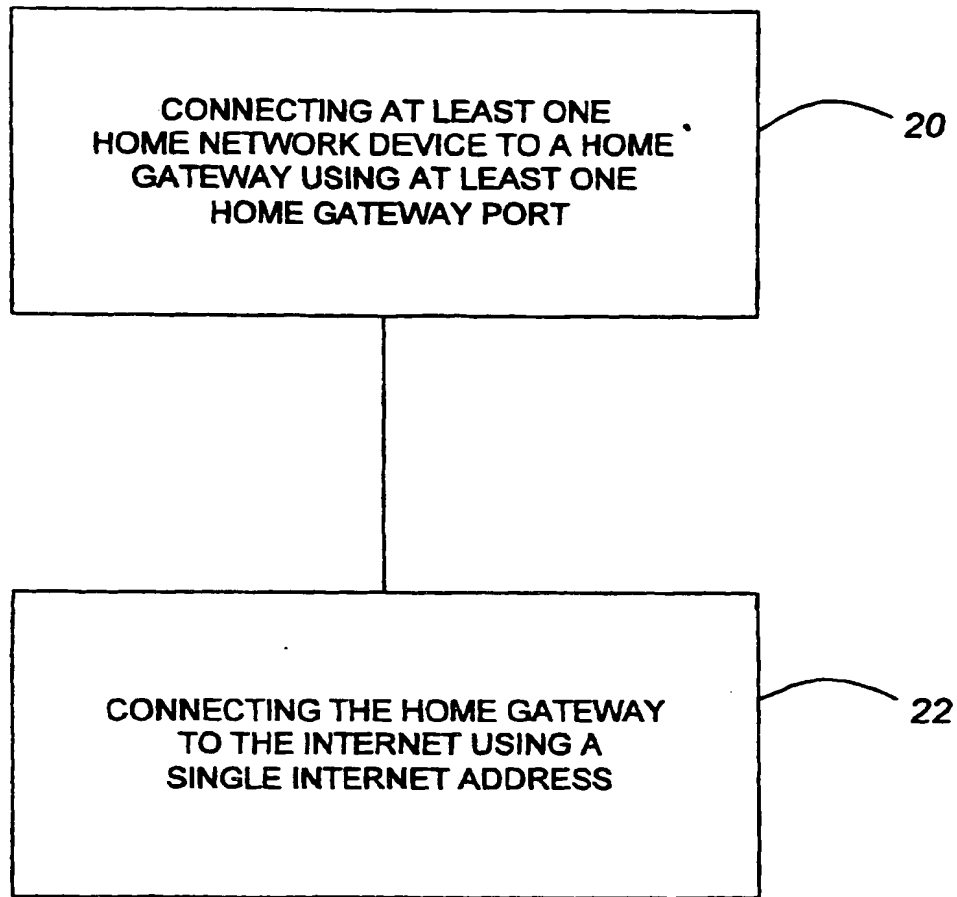 CONNECTING AT LEAST ONE
HOME NETWORK DEVICE TO A HOME
GATEWAY USING AT LEAST ONE
HOME GATEWAY PORT
20
CONNECTING THE HOME GATEWAY
TO THE INTERNET USING A
SINGLE INTERNET ADDRESS
22